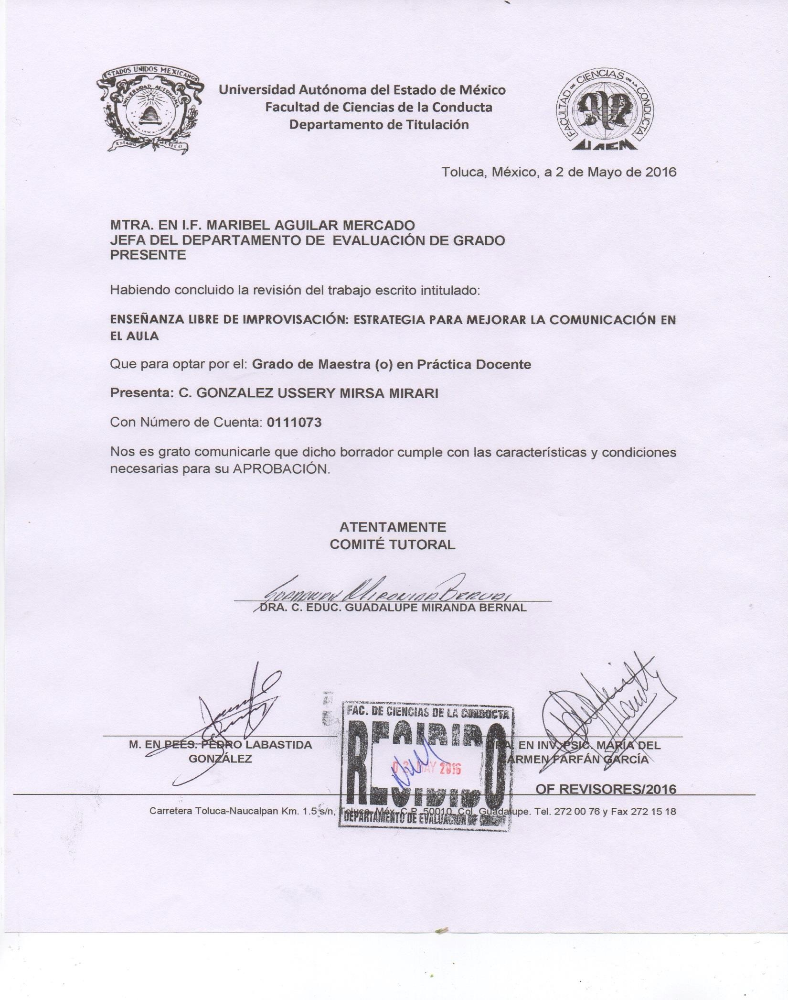 ESTADOS UNIDOS MEXICANOS
UNIVERSIDAD AUTONOMA
ESTADO MEXICO
Universidad Autónoma del Estado de México
Facultad de Ciencias de la Conducta
Departamento de Titulación
FACULTAD DE CIENCIAS DE LA CONDUCTA
UAEM
Toluca, México, a 2 de Mayo de 2016
MTRA. EN I.F. MARIBEL AGUILAR MERCADO
JEFA DEL DEPARTAMENTO DE EVALUACIÓN DE GRADO
PRESENTE
Habiendo concluido la revisión del trabajo escrito intitulado:
ENSEÑANZA LIBRE DE IMPROVISACIÓN: ESTRATEGIA PARA MEJORAR LA COMUNICACIÓN EN
EL AULA
Que para optar por el: Grado de Maestra (o) en Práctica Docente
Presenta: C. GONZALEZ USSERY MIRSA MIRARI
Con Número de Cuenta: 0111073
Nos es grato comunicarle que dicho borrador cumple con las características y condiciones
necesarias para su APROBACIÓN.
ATENTAMENTE
COMITÉ TUTORAL
Guadalupe Miranda Bernal
DRA. C. EDUC. GUADALUPE MIRANDA BERNAL
FAC. DE CIENCIAS DE LA CONDUCTA
RECIBIDO
MAY 2016
RECIBIDO
DEPARTAMENTO DE EVALUACIÓN DE
M. EN PEES. PEDRO LABASTIDA
GONZÁLEZ
DRA. EN INV. PSIC. MARÍA DEL
CARMEN FARFÁN GARCÍA
OF REVISORES/2016
Carretera Toluca-Naucalpan Km. 1.5 s/n, Toluca, Méx. C.P. 50010. Col. Guadalupe. Tel. 272 00 76 y Fax 272 15 18